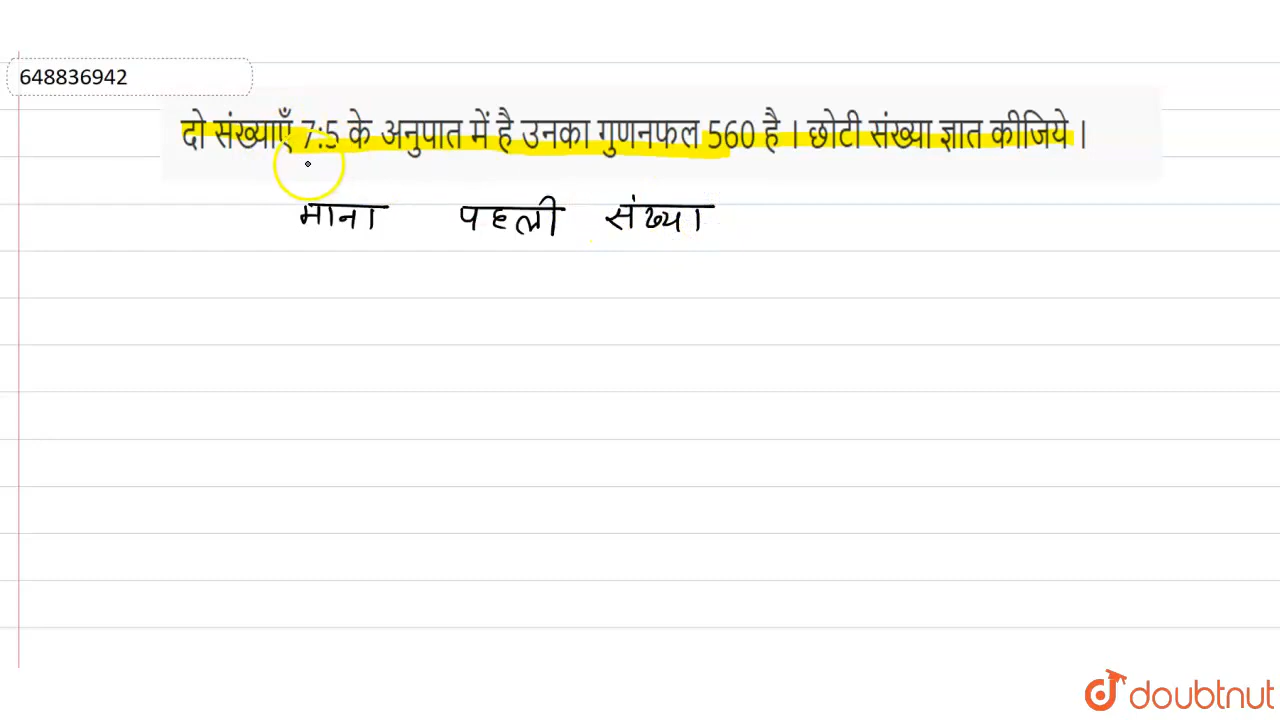 648836942
दो संख्याएँ 7:5 के अनुपात में है उनका गुणनफल 560 है । छोटी संख्या ज्ञात कीजिये ।
माना पहली संख्या
doubtnut